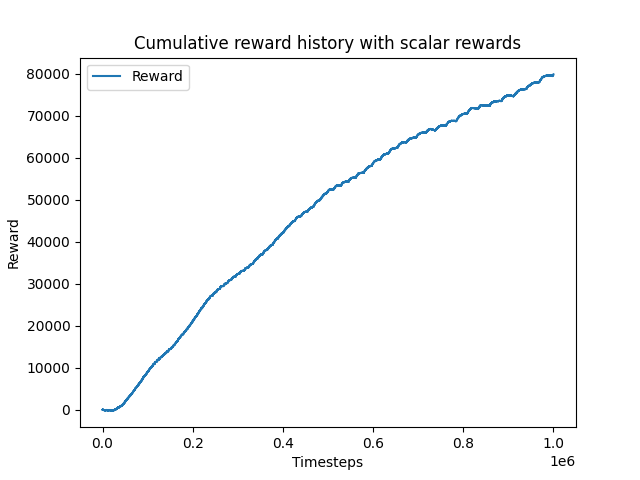 Cumulative reward history with scalar rewards
Reward
80000
70000
60000
50000
40000
30000
20000
10000
0
Reward
0.0 0.2 0.4 0.6 0.8 1.0
1e6
Timesteps